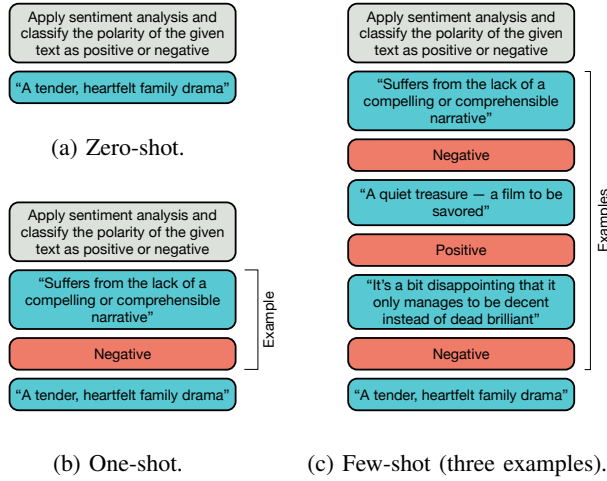 Apply sentiment analysis and
classify the polarity of the given
text as positive or negative
“A tender, heartfelt family drama”
(a) Zero-shot.
Apply sentiment analysis and
classify the polarity of the given
text as positive or negative
“Suffers from the lack of a
compelling or comprehensible
narrative”
Negative
Example
“A tender, heartfelt family drama”
(b) One-shot.
Apply sentiment analysis and
classify the polarity of the given
text as positive or negative
“Suffers from the lack of a
compelling or comprehensible
narrative”
Negative
“A quiet treasure — a film to be
savored”
Positive
“It’s a bit disappointing that it
only manages to be decent
instead of dead brilliant”
Negative
Examples
“A tender, heartfelt family drama”
(c) Few-shot (three examples).